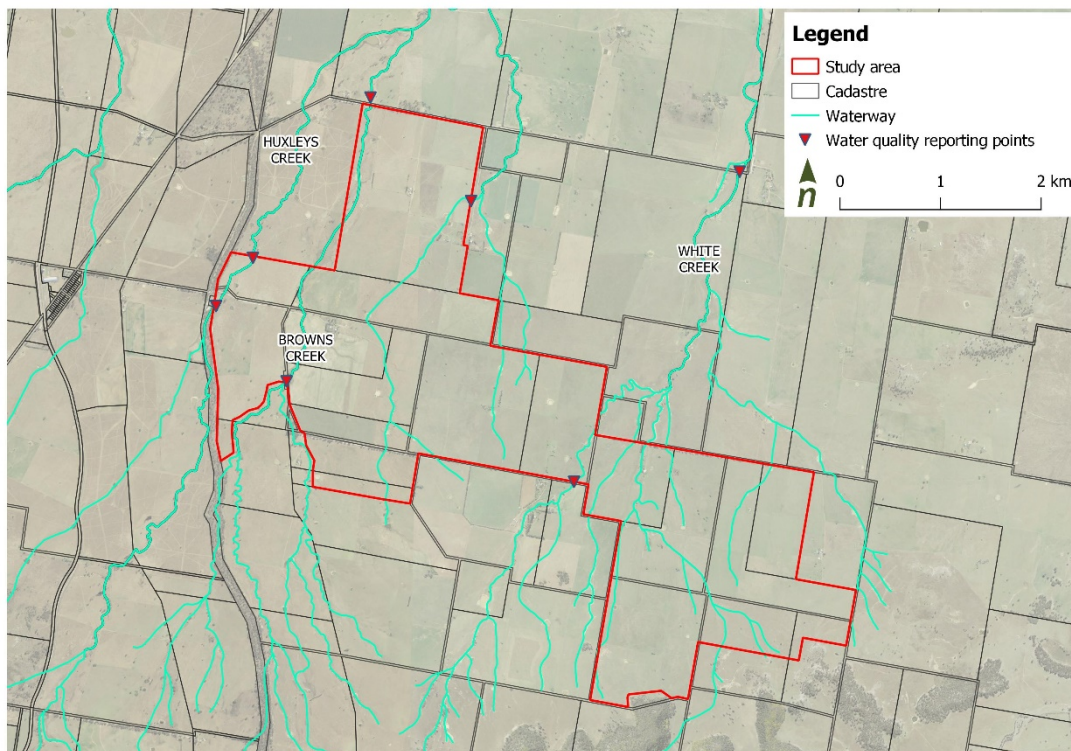 Legend
Study area
Cadastre
Waterway
Water quality reporting points
n
0 1 2 km
HUXLEYS
CREEK
WHITE
CREEK
BROWNS
CREEK